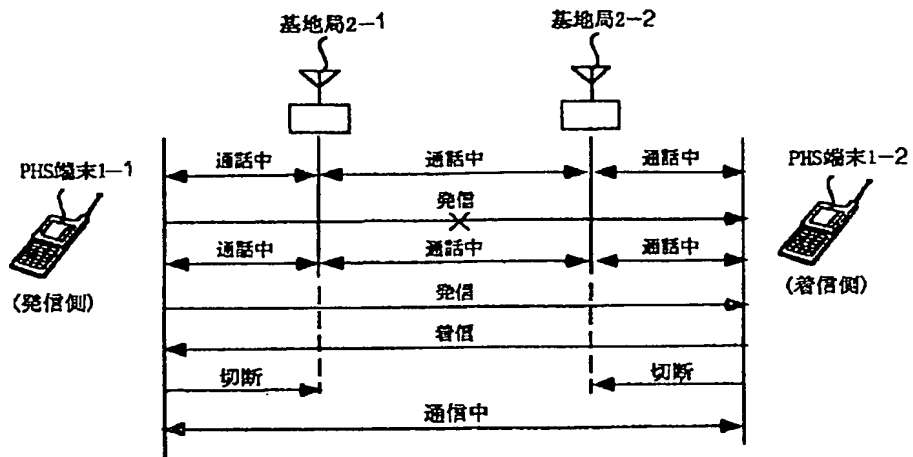 基地局2-1
基地局2-2
PHS端末1-1
PHS端末1-2
通話中
通話中
通話中
発信
通話中
通話中
通話中
(発信側)
(着信側)
発信
着信
切断
切断
通信中